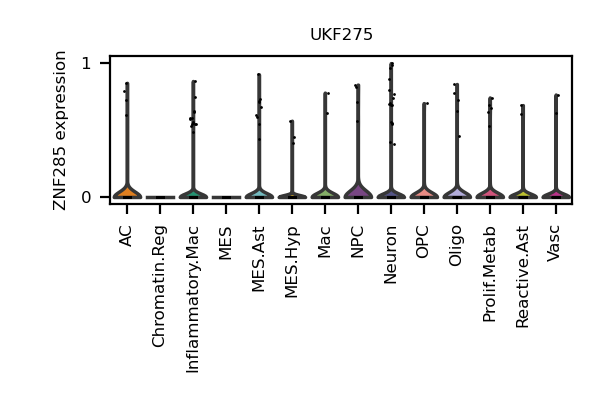 UKF275
ZNF285 expression
1
0
AC
Chromatin.Reg
Inflammatory.Mac
MES
MES.Ast
MES.Hyp
Mac
NPC
Neuron
OPC
Oligo
Prolif.Metab
Reactive.Ast
Vasc